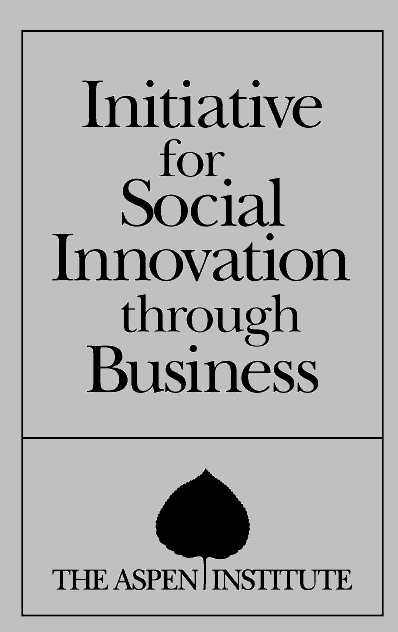 Initiative
for
Social
Innovation
through
Business
THE ASPEN INSTITUTE